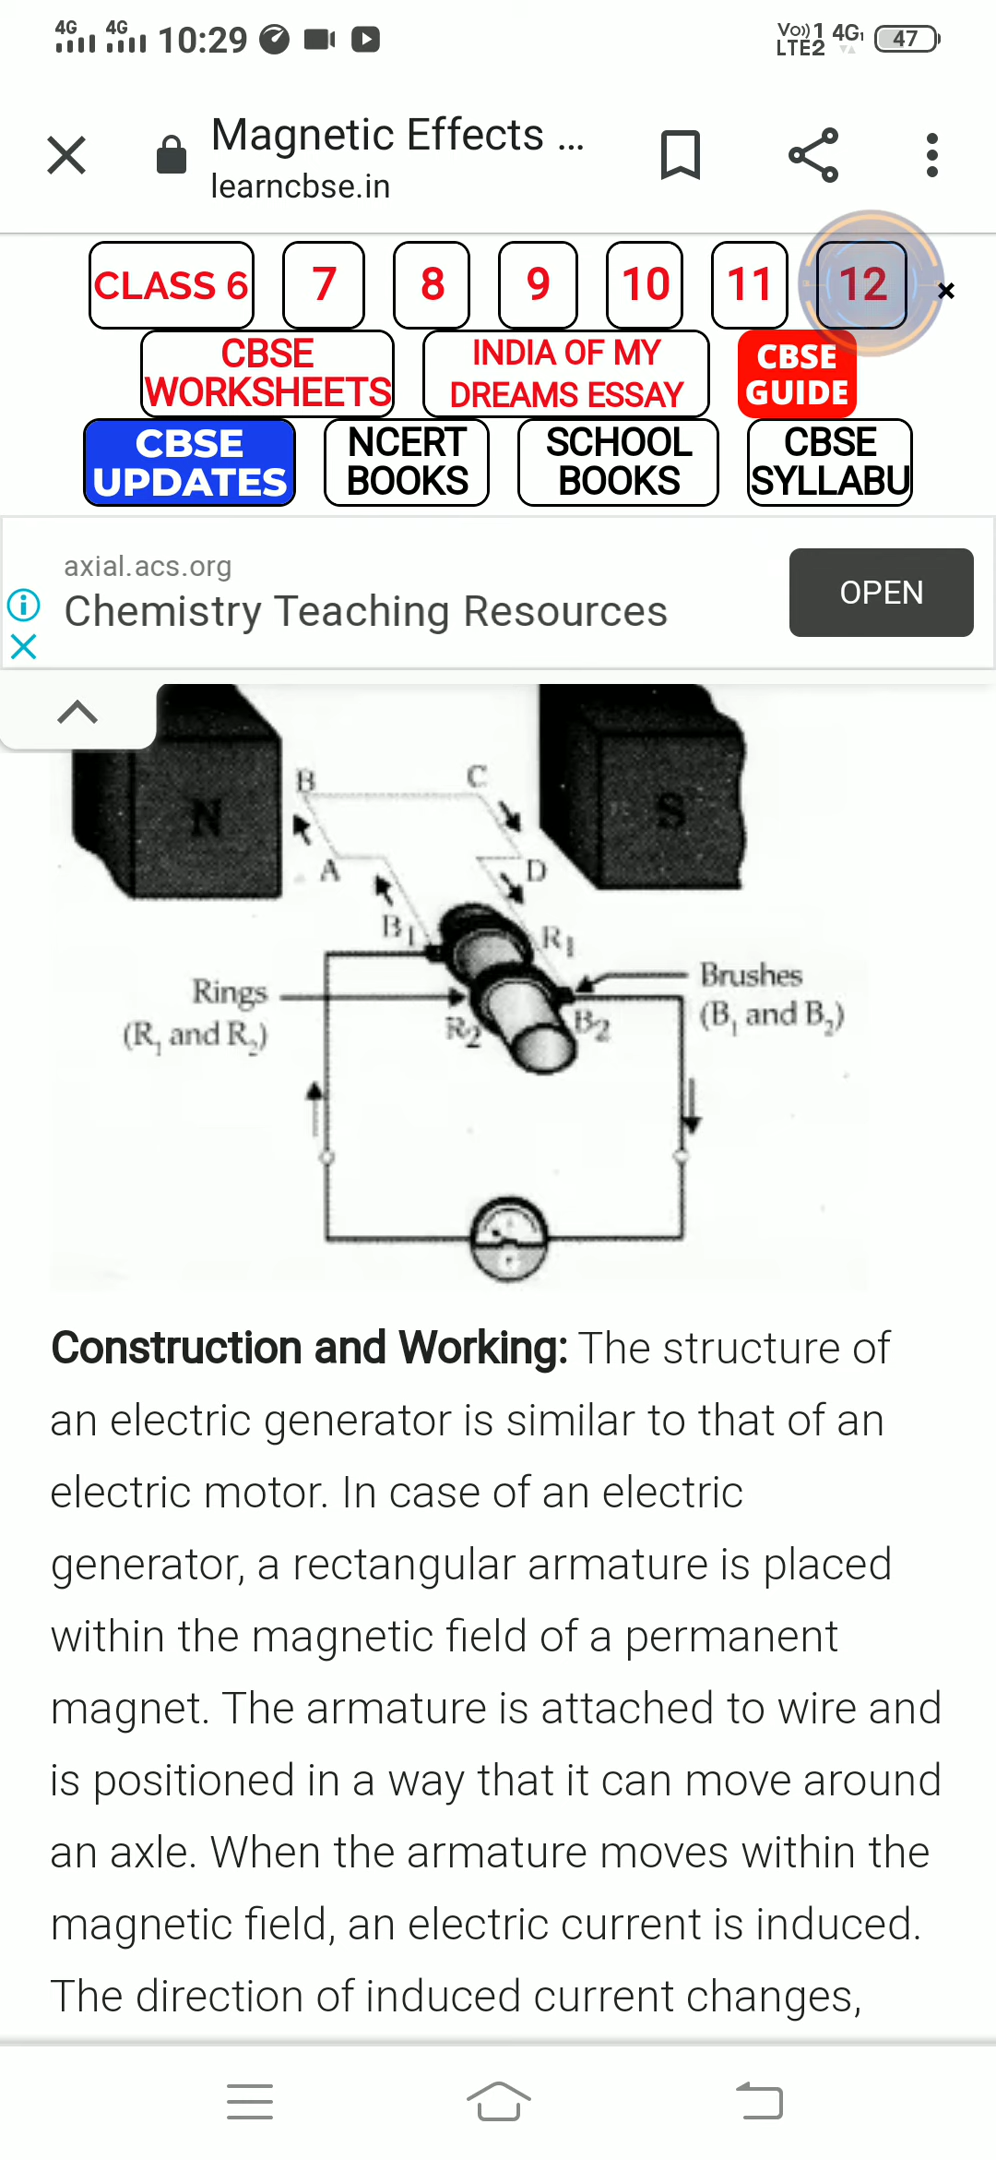 4G 4G 10:29 Vo)) 1 4G1
LTE2 47
Magnetic Effects ...
learncbse.in
CLASS 6 7 8 9 10 11 12 ×
CBSE
WORKSHEETS
INDIA OF MY
DREAMS ESSAY
CBSE
GUIDE
CBSE
UPDATES
NCERT
BOOKS
SCHOOL
BOOKS
CBSE
SYLLABU
axial.acs.org
Chemistry Teaching Resources
OPEN
N S
B C
A D
B1 R1
Rings
(R1 and R2)
Brushes
(B1 and B2)
R2 B2
Construction and Working: The structure of
an electric generator is similar to that of an
electric motor. In case of an electric
generator, a rectangular armature is placed
within the magnetic field of a permanent
magnet. The armature is attached to wire and
is positioned in a way that it can move around
an axle. When the armature moves within the
magnetic field, an electric current is induced.
The direction of induced current changes,